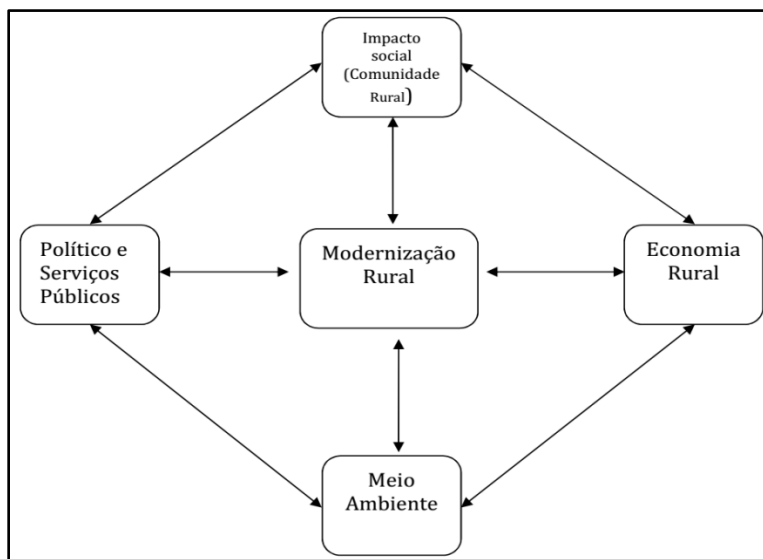 Impacto
social
(Comunidade
Rural)
Político e
Serviços
Públicos
Modernização
Rural
Economia
Rural
Meio
Ambiente